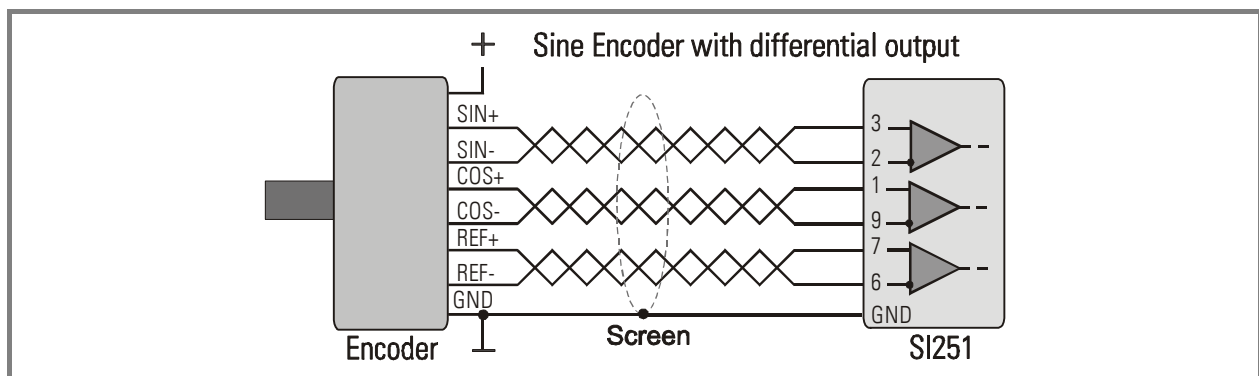 + Sine Encoder with differential output
SIN+
SIN-
COS+
COS-
REF+
REF-
GND
3
2
1
9
7
6
GND
Encoder
Screen
SI251